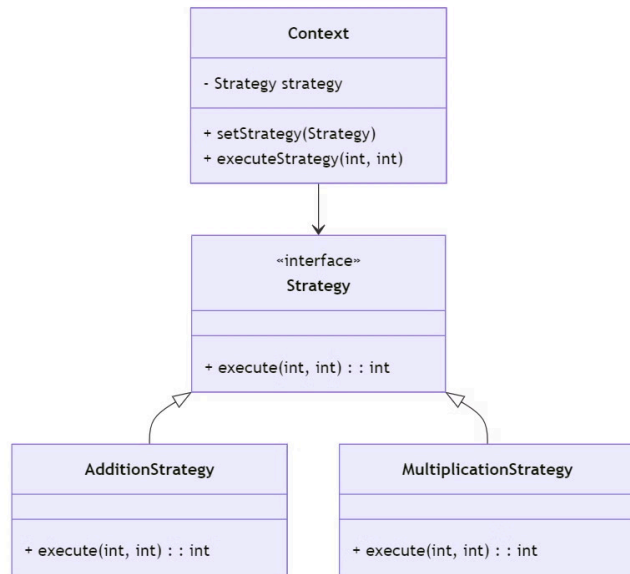 Context
- Strategy strategy
+ setStrategy(Strategy)
+ executeStrategy(int, int)
«interface»
Strategy
+ execute(int, int) : : int
AdditionStrategy
+ execute(int, int) : : int
MultiplicationStrategy
+ execute(int, int) : : int